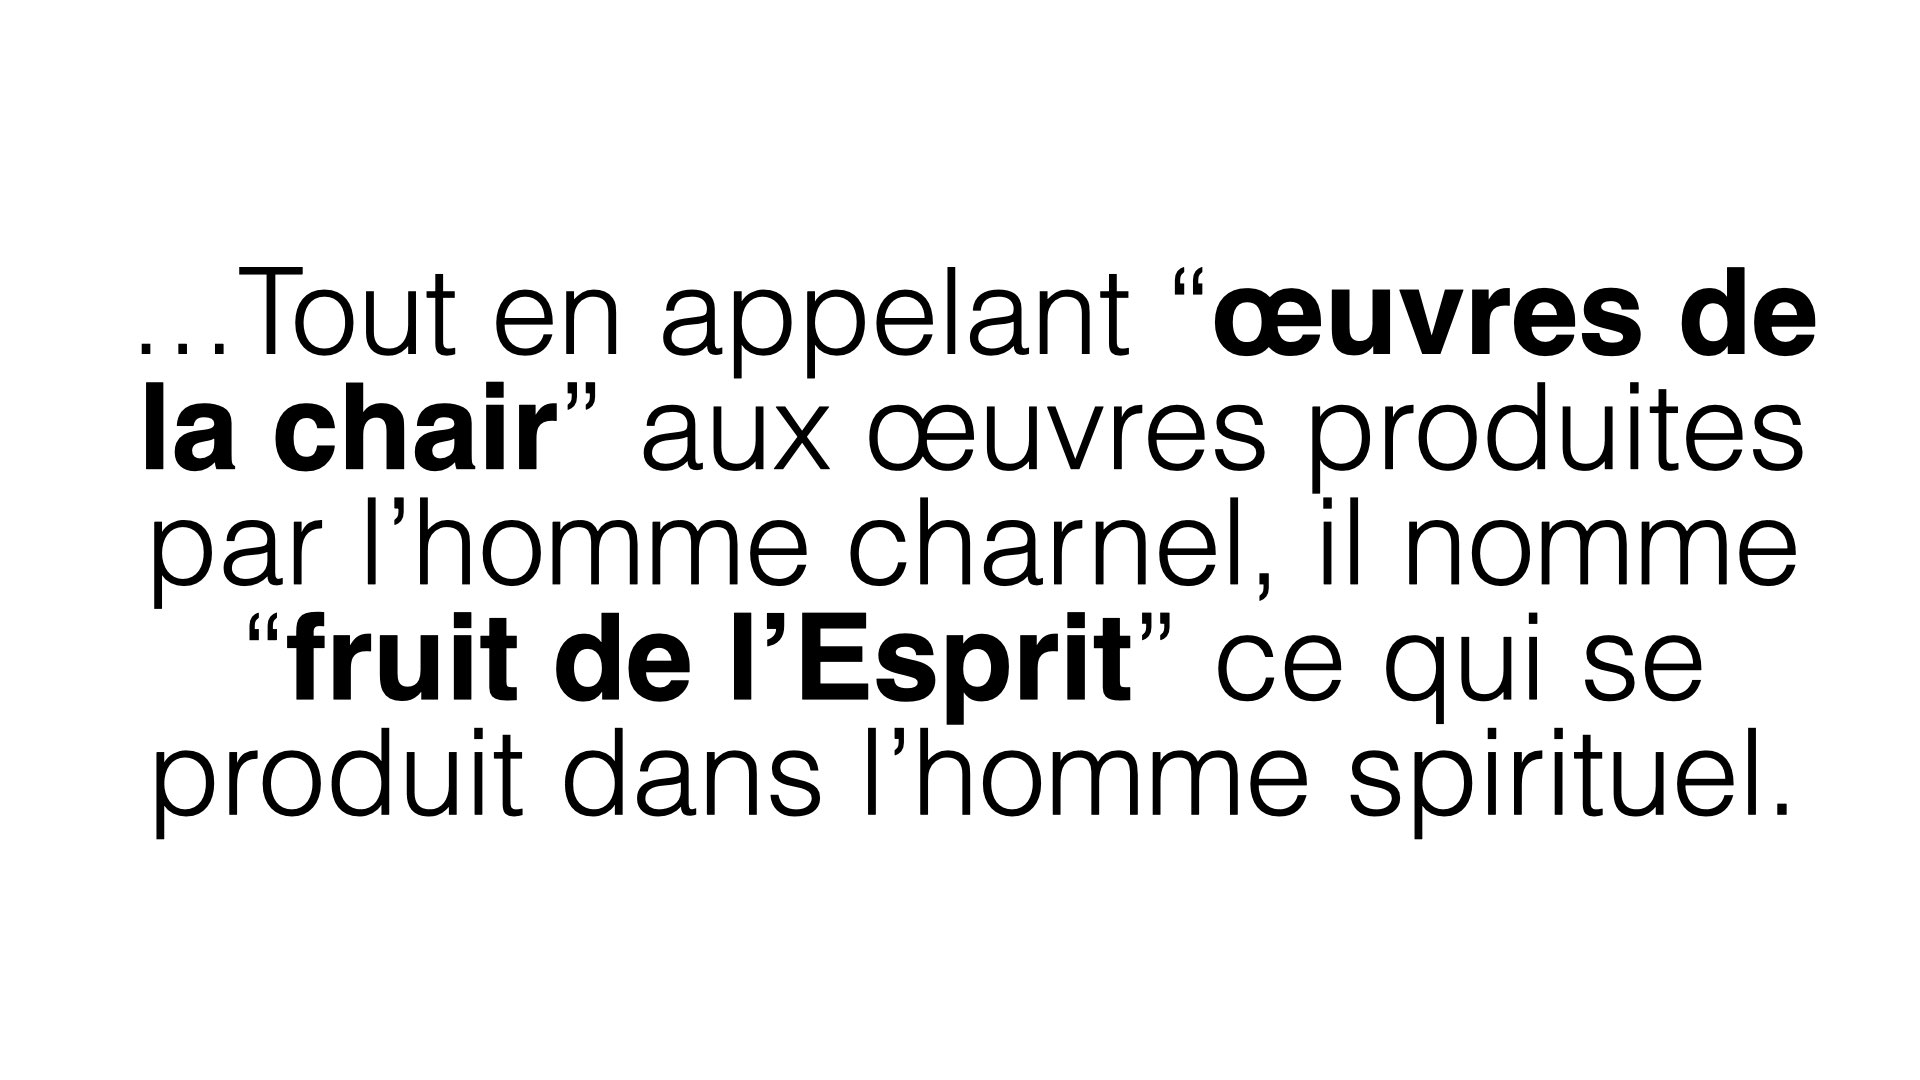 …Tout en appelant “œuvres de
la chair” aux œuvres produites
par l’homme charnel, il nomme
“fruit de l’Esprit” ce qui se
produit dans l’homme spirituel.